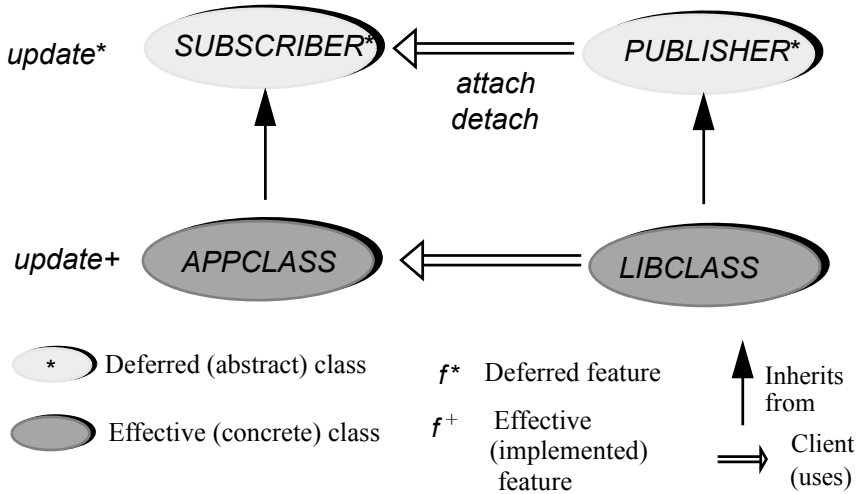 update* SUBSCRIBER* PUBLISHER*
attach
detach
update+ APPCLASS LIBCLASS
* Deferred (abstract) class
f* Deferred feature
Inherits
from
Effective (concrete) class
f+ Effective
(implemented)
feature
Client
(uses)